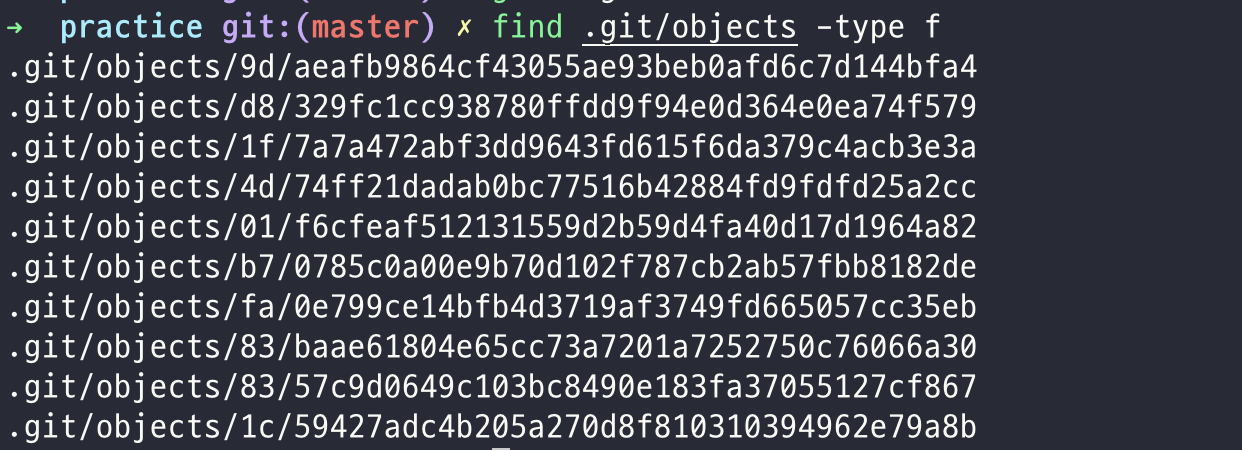 → practice git:(master) ✗ find .git/objects -type f
.git/objects/9d/aeafb9864cf43055ae93beb0afd6c7d144bfa4
.git/objects/d8/329fc1cc938780ffdd9f94e0d364e0ea74f579
.git/objects/1f/7a7a472abf3dd9643fd615f6da379c4acb3e3a
.git/objects/4d/74ff21dadab0bc77516b42884fd9fdfd25a2cc
.git/objects/01/f6cfeaf512131559d2b59d4fa40d17d1964a82
.git/objects/b7/0785c0a00e9b70d102f787cb2ab57fbb8182de
.git/objects/fa/0e799ce14bfb4d3719af3749fd665057cc35eb
.git/objects/83/baae61804e65cc73a7201a7252750c76066a30
.git/objects/83/57c9d0649c103bc8490e183fa37055127cf867
.git/objects/1c/59427adc4b205a270d8f810310394962e79a8b